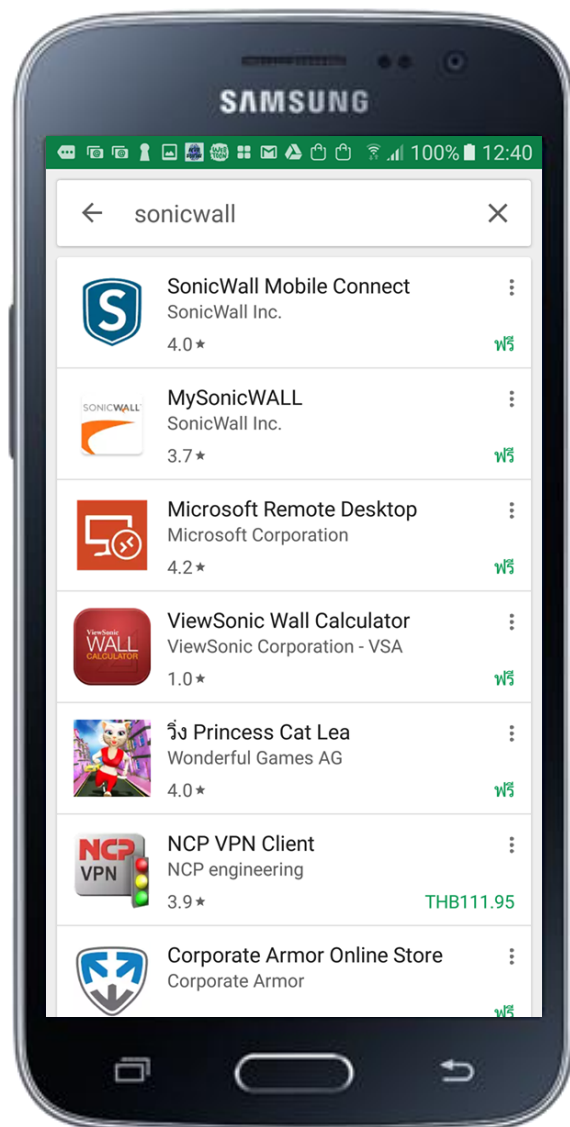 SAMSUNG
100% 12:40
sonicwall
SonicWall Mobile Connect
SonicWall Inc.
4.0★
ฟรี
SONICWALL
MySonicWALL
SonicWall Inc.
3.7★
ฟรี
Microsoft Remote Desktop
Microsoft Corporation
4.2★
ฟรี
ViewSonic
WALL
CALCULATOR
ViewSonic Wall Calculator
ViewSonic Corporation - VSA
1.0★
ฟรี
วิ่ง Princess Cat Lea
Wonderful Games AG
4.0★
ฟรี
NCP
VPN
NCP VPN Client
NCP engineering
3.9★
THB111.95
Corporate Armor Online Store
Corporate Armor
ฟรี